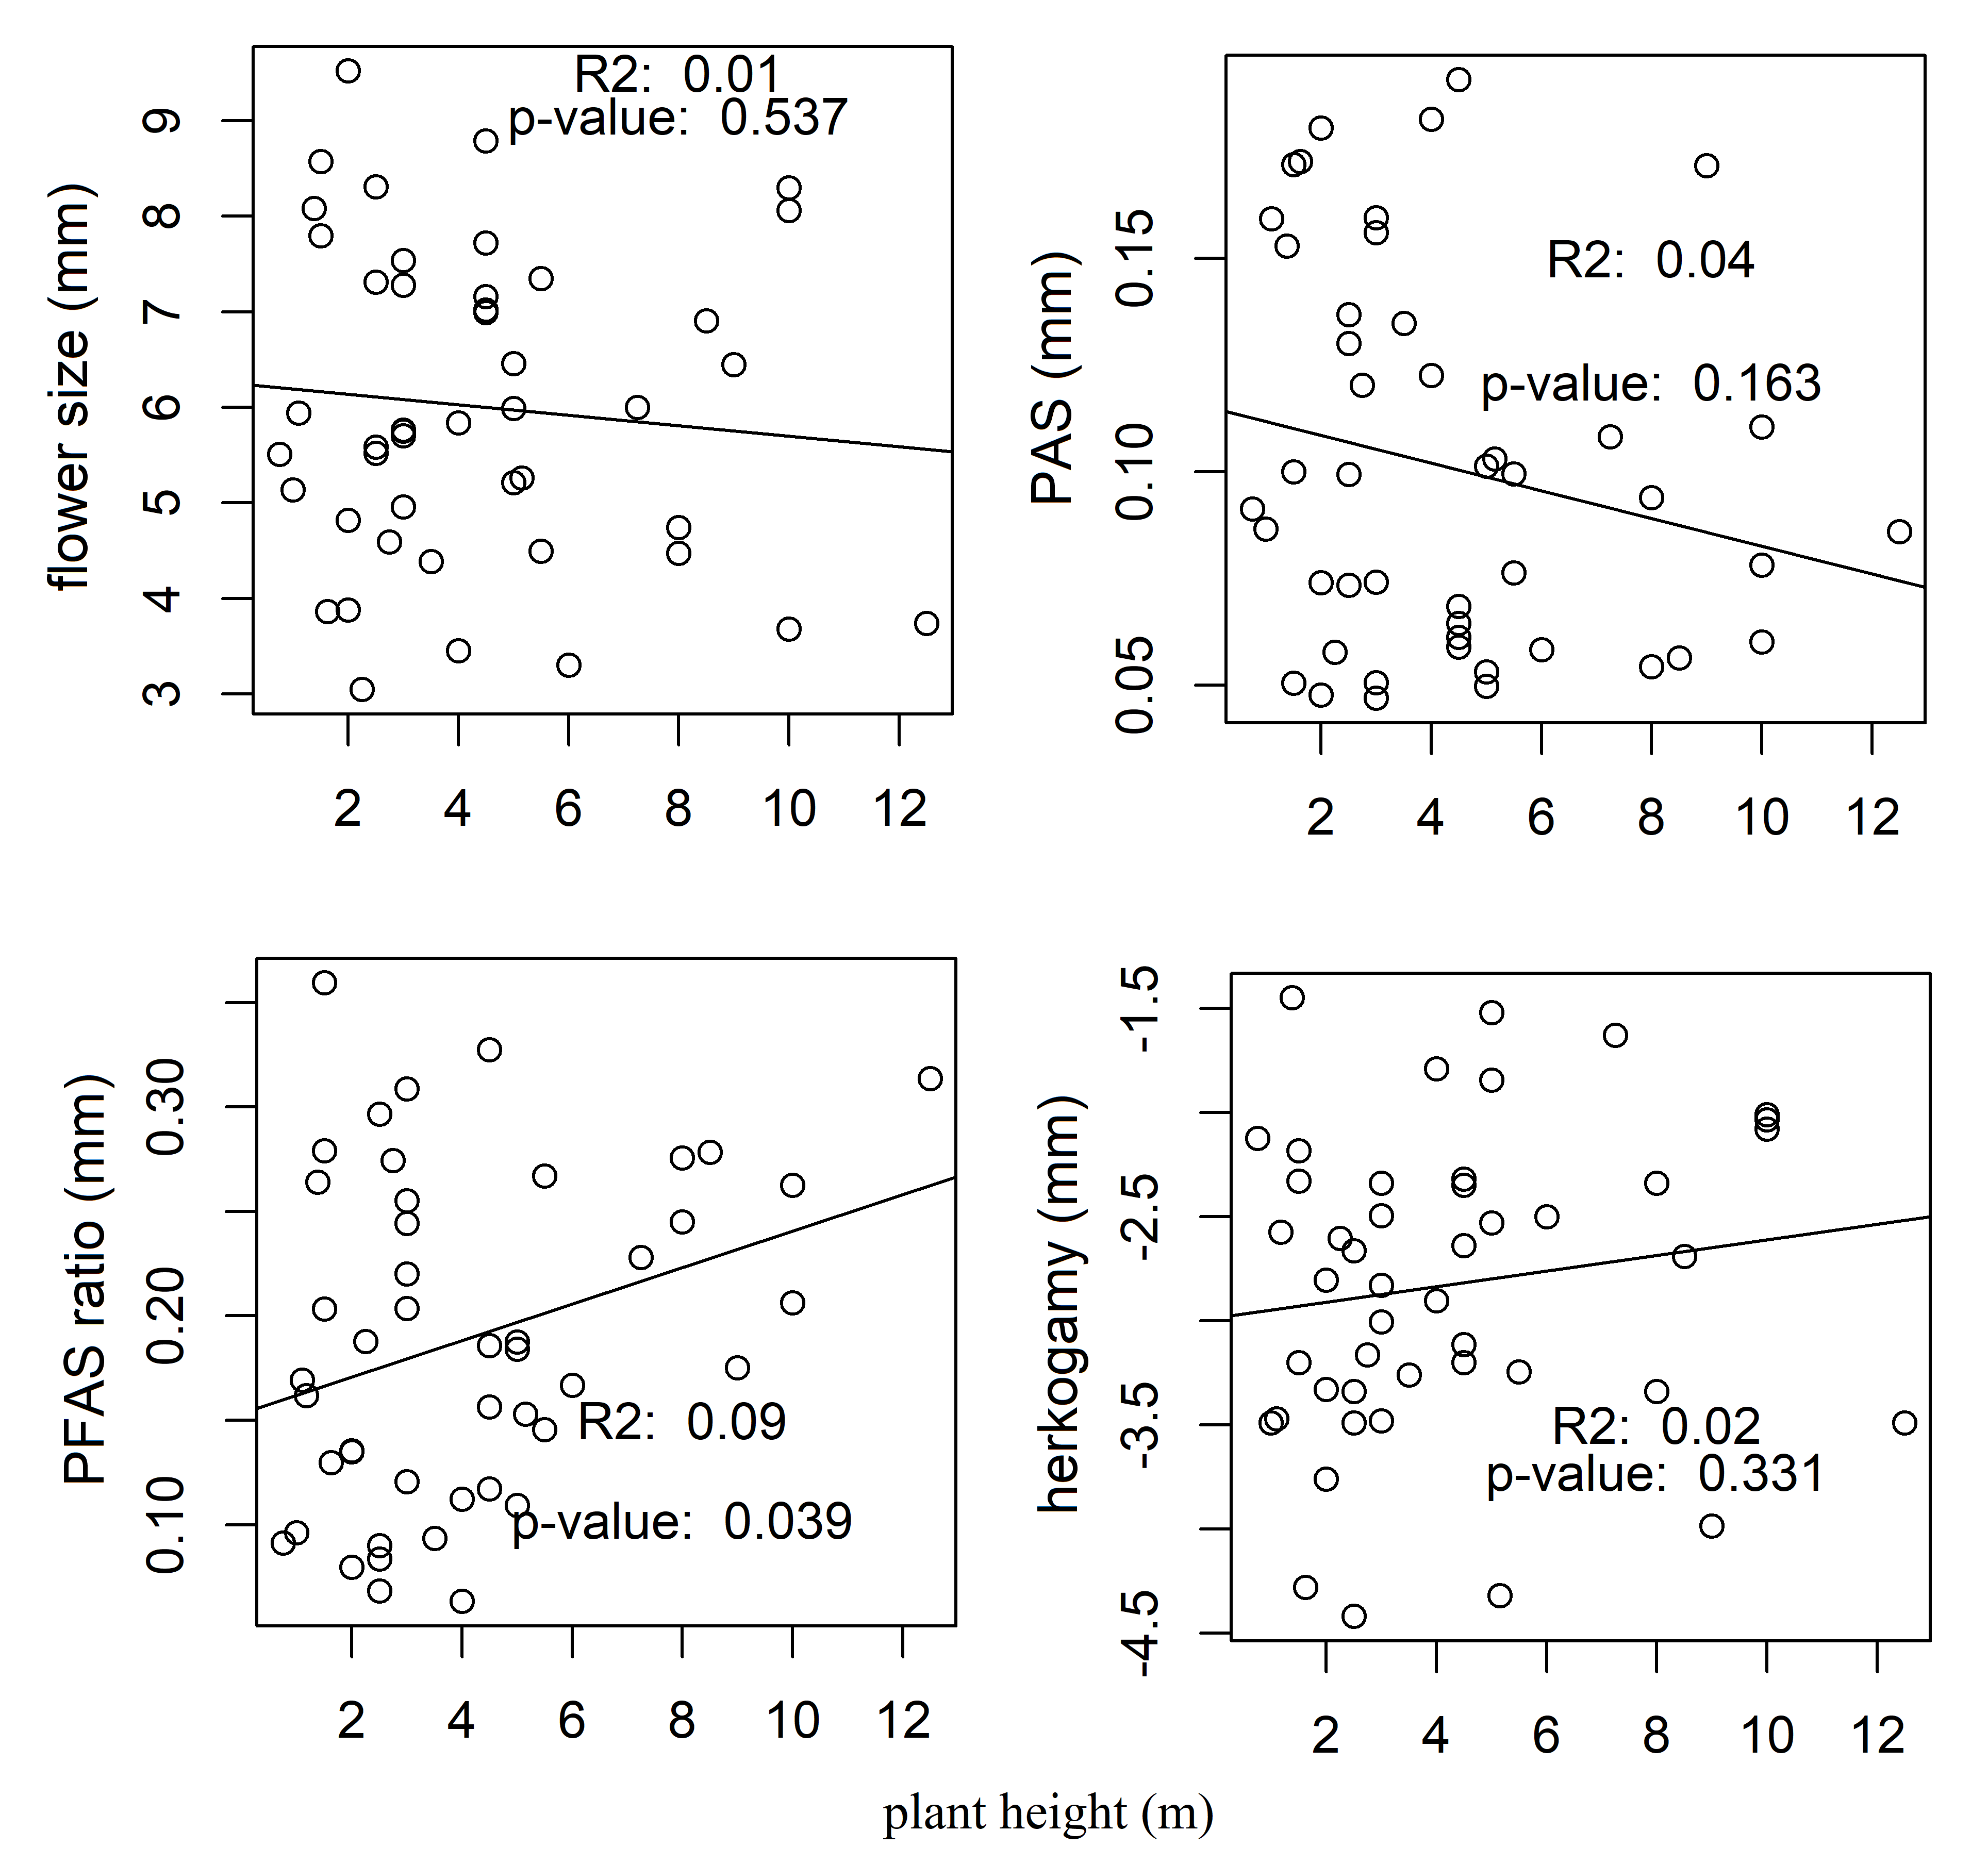 R2: 0.01
p-value: 0.537
flower size (mm)
9
8
7
6
5
4
3
2 4 6 8 10 12
R2: 0.04
p-value: 0.163
PAS (mm)
0.15
0.10
0.05
2 4 6 8 10 12
R2: 0.09
p-value: 0.039
PFAS ratio (mm)
0.30
0.20
0.10
2 4 6 8 10 12
R2: 0.02
p-value: 0.331
herkogamy (mm)
-1.5
-2.5
-3.5
-4.5
2 4 6 8 10 12
plant height (m)